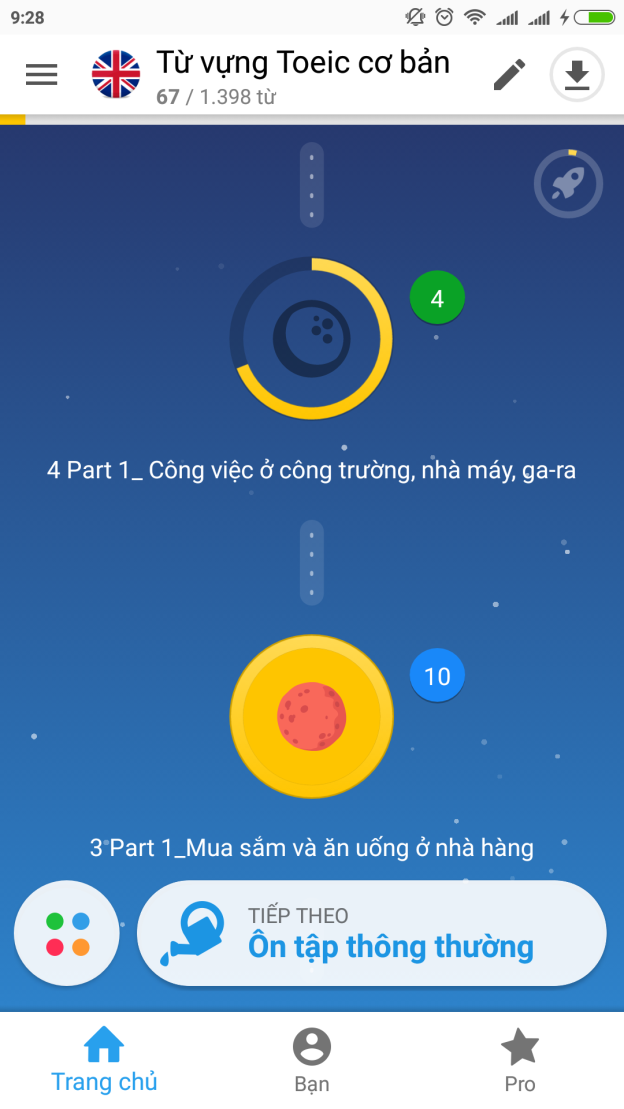 9:28
Từ vựng Toeic cơ bản
67 / 1.398 từ
4
4 Part 1_ Công việc ở công trường, nhà máy, ga-ra
10
3 Part 1_Mua sắm và ăn uống ở nhà hàng
TIẾP THEO
Ôn tập thông thường
Trang chủ
Bạn
Pro